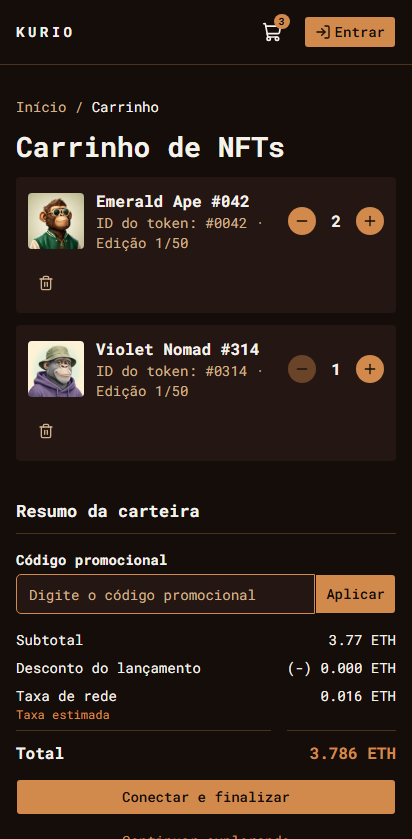 KURIO
3
Entrar
Início / Carrinho
Carrinho de NFTs
Emerald Ape #042
ID do token: #0042 ·
Edição 1/50
2
Violet Nomad #314
ID do token: #0314 ·
Edição 1/50
1
Resumo da carteira
Código promocional
Digite o código promocional
Aplicar
Subtotal 3.77 ETH
Desconto do lançamento (-) 0.000 ETH
Taxa de rede 0.016 ETH
Taxa estimada
Total 3.786 ETH
Conectar e finalizar